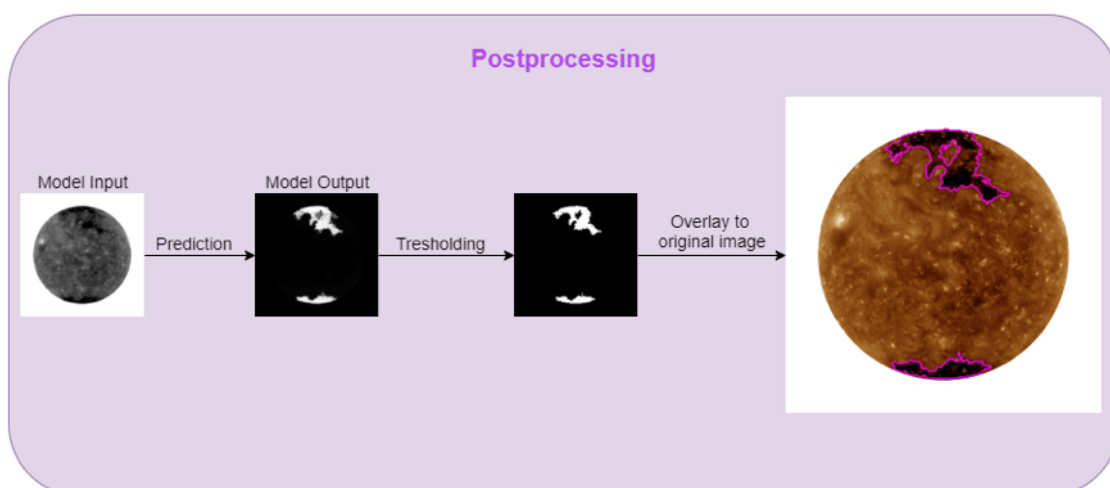 Postprocessing
Model Input
Prediction
Model Output
Tresholding
Overlay to
original image